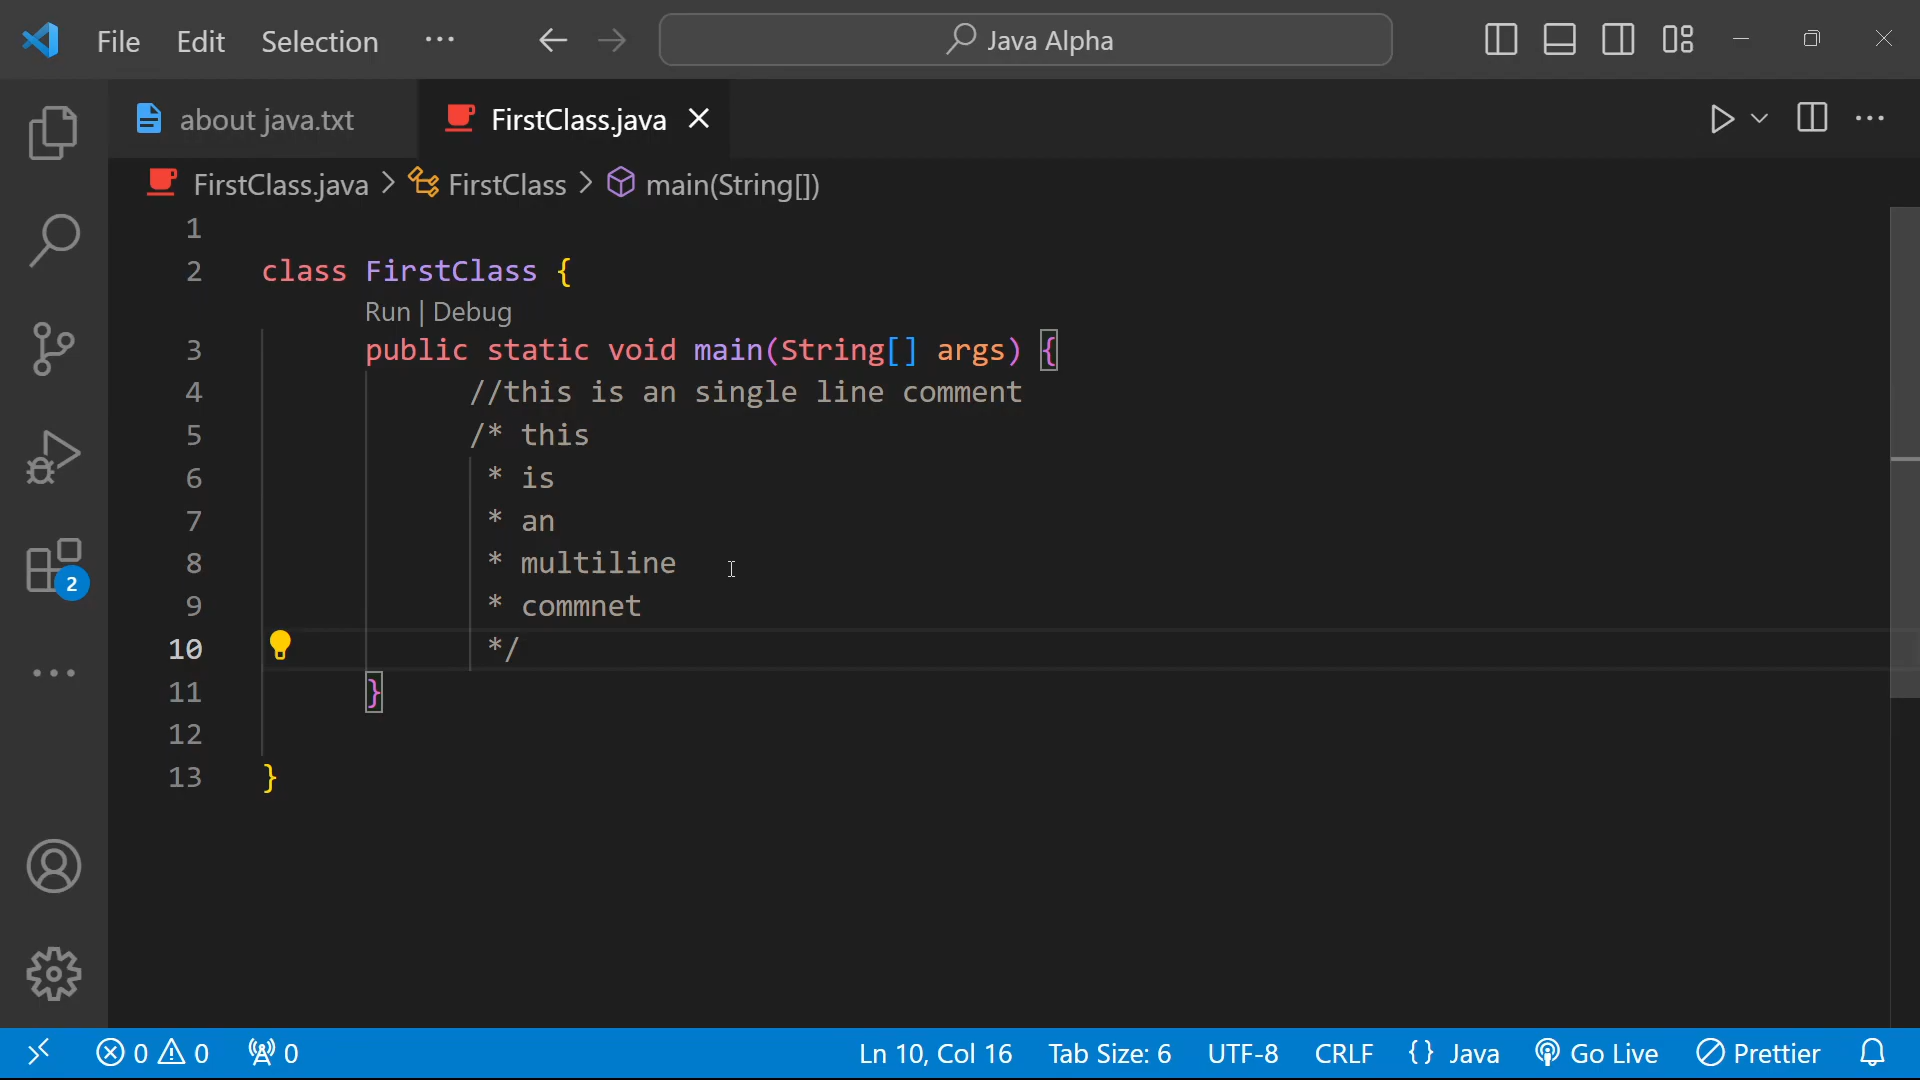 File Edit Selection ··· Java Alpha
about java.txt FirstClass.java
FirstClass.java > FirstClass > main(String[])
1
2 class FirstClass {
Run | Debug
3 public static void main(String[] args) {
4 //this is an single line comment
5 /* this
6 * is
7 * an
8 * multiline
9 * commnet
10 */
11 }
12
13 }
2
0 0 0 Ln 10, Col 16 Tab Size: 6 UTF-8 CRLF {} Java Go Live Prettier